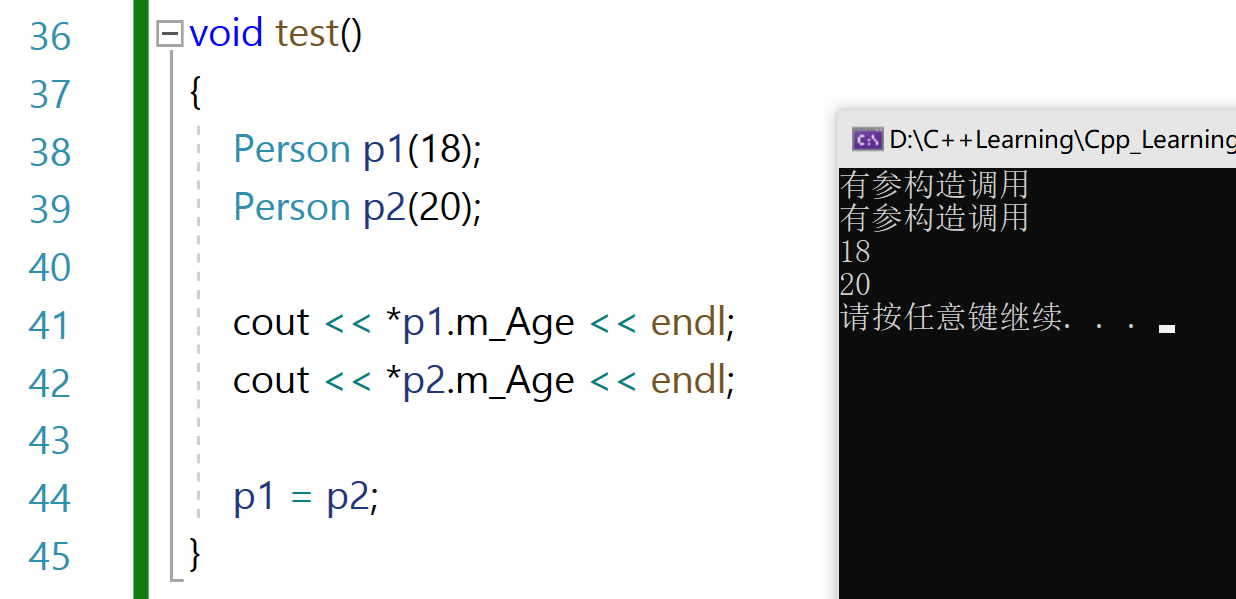 36 void test()
37 {
38 Person p1(18);
39 Person p2(20);
40
41 cout << *p1.m_Age << endl;
42 cout << *p2.m_Age << endl;
43
44 p1 = p2;
45 }
D:\C++Learning\Cpp_Learning
有参构造调用
有参构造调用
18
20
请按任意键继续. . .